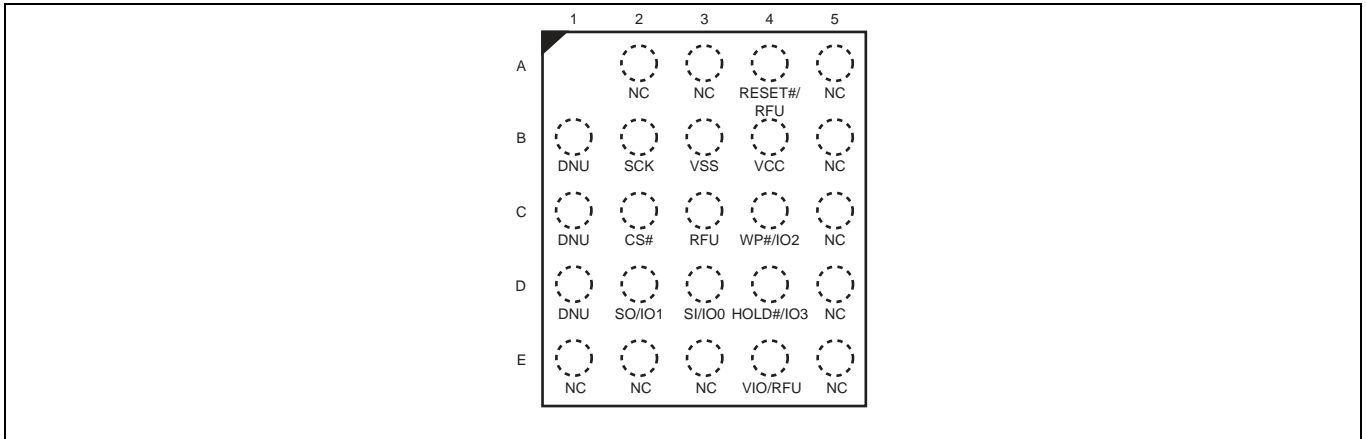 1 2 3 4 5
A
NC NC RESET#/ NC
RFU
B
DNU SCK VSS VCC NC
C
DNU CS# RFU WP#/IO2 NC
D
DNU SO/IO1 SI/IO0 HOLD#/IO3 NC
E
NC NC NC VIO/RFU NC